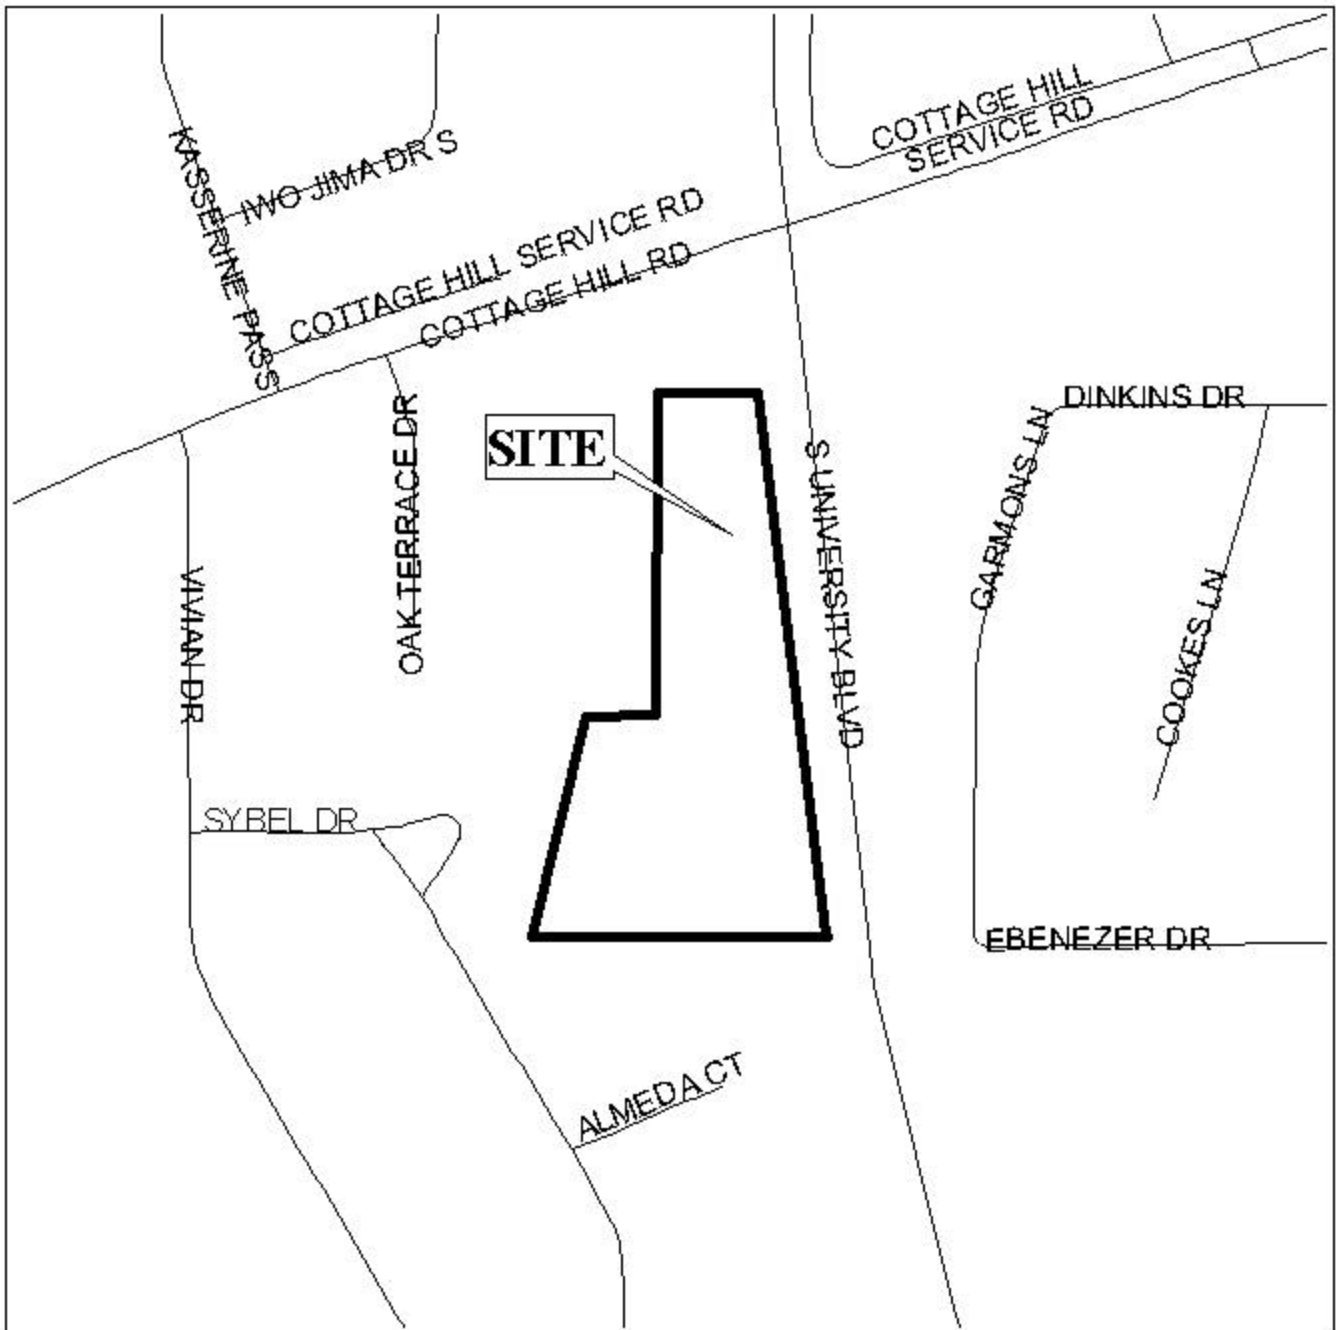 COTTAGE HILL
SERVICE RD
KASSERINE PASS
IWO JIMA DR S
COTTAGE HILL SERVICE RD
COTTAGE HILL RD
OAK TERRACE DR
SITE
S UNIVERSITY BLVD
DINKINS DR
GARMONS LN
COOKES LN
VIVIAN DR
SYBEL DR
EBENEZER DR
ALMEDA CT